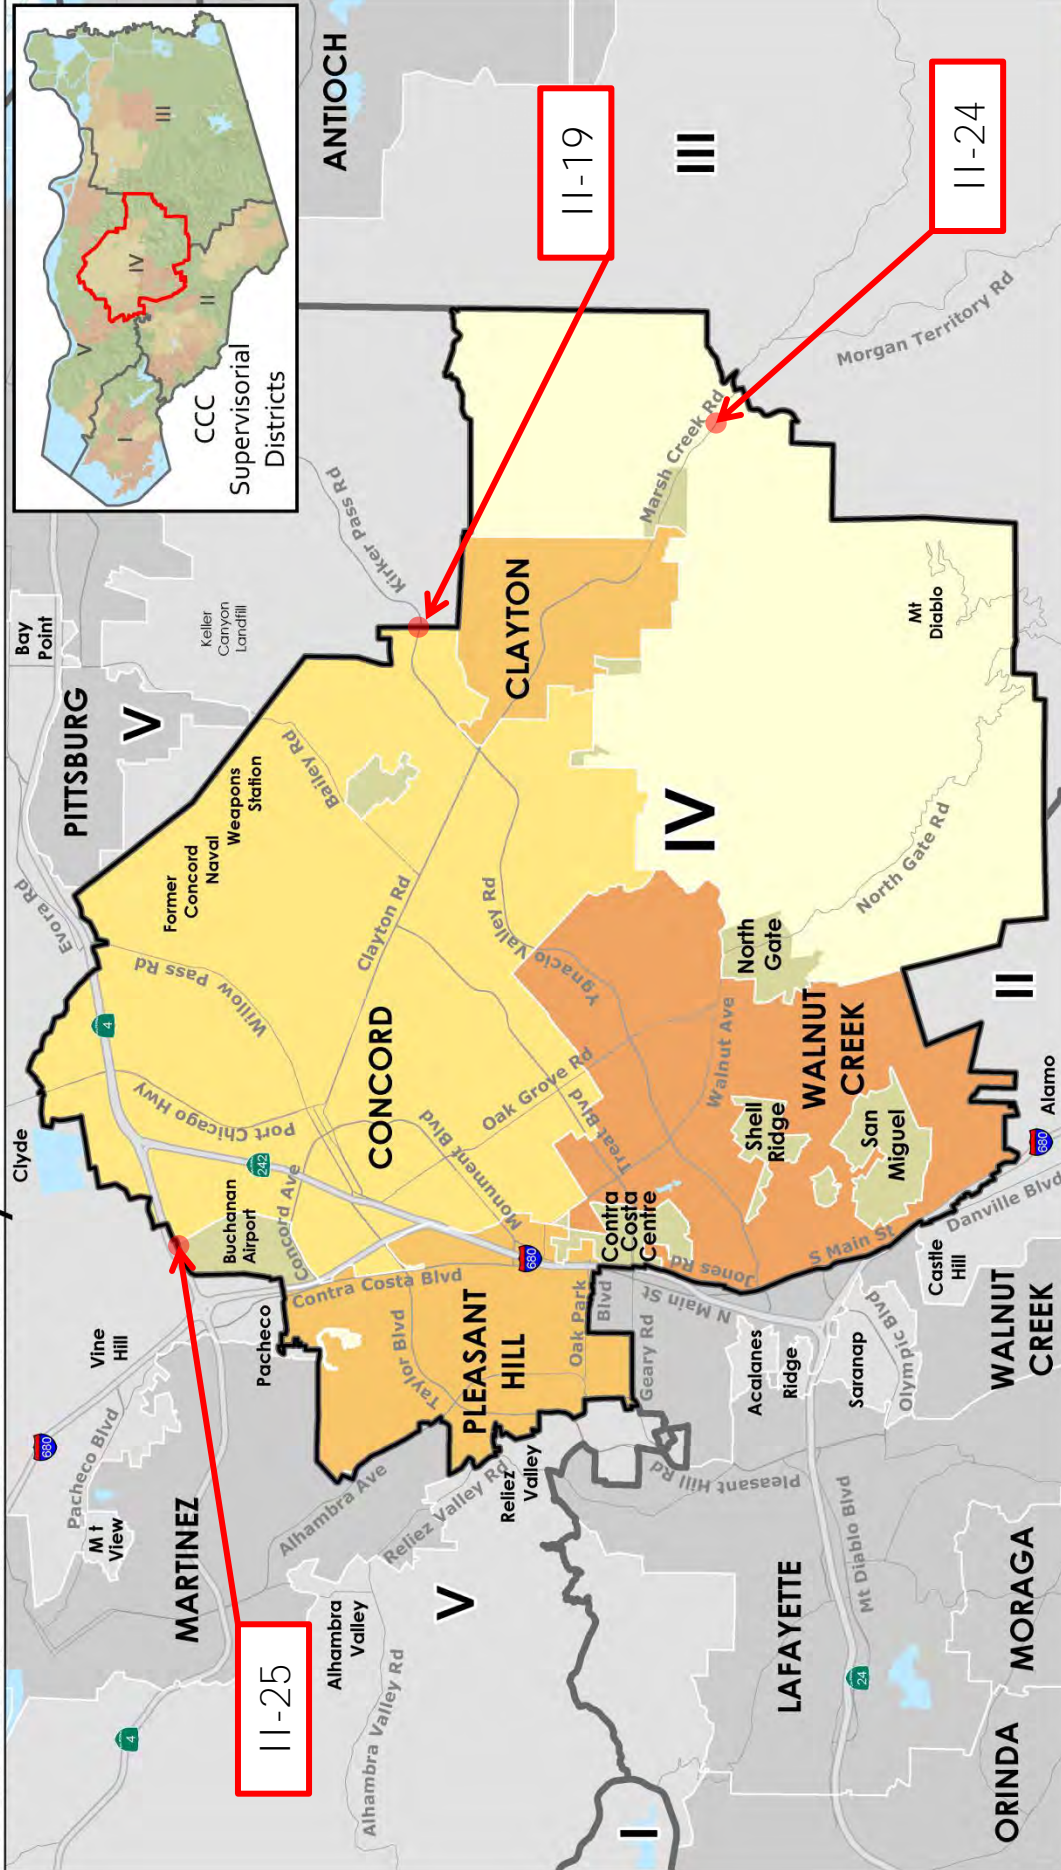 Clyde
Vine
Hill
680
Pacheco Blvd
Mt
View
MARTINEZ
4
II-25
Alhambra
Valley
Alhambra Valley Rd
Alhambra Ave
Reliez Valley Rd
Reliez
Valley
V
I
Pacheco
Buchanan
Airport
Concord Ave
Contra Costa Blvd
Taylor Blvd
PLEASANT
HILL
Oak Park
Blvd
Geary Rd
N Main St
Pleasant Hill Rd
680
Monument Blvd
242
Port Chicago Hwy
4
Evora Rd
Willow Pass Rd
Former
Concord
Naval
Weapons
Station
CONCORD
Clayton Rd
Bailey Rd
Oak Grove Rd
Treat Blvd
Ygnacio Valley Rd
PITTSBURG
V
Bay
Point
Keller
Canyon
Landfill
Kirker Pass Rd
CLAYTON
Marsh Creek Rd
Morgan Territory Rd
ANTIOCH
III
II-19
II-24
Mt
Diablo
IV
North Gate Rd
North
Gate
Walnut Ave
WALNUT
CREEK
Shell
Ridge
San
Miguel
Contra
Costa
Centre
Jones Rd
S Main St
Danville Blvd
II
680
Alamo
Castle
Hill
WALNUT
CREEK
Olympic Blvd
Saranap
Acalanes
Ridge
Mt Diablo Blvd
LAFAYETTE
24
MORAGA
ORINDA
I
II
III
IV
V
CCC
Supervisorial
Districts